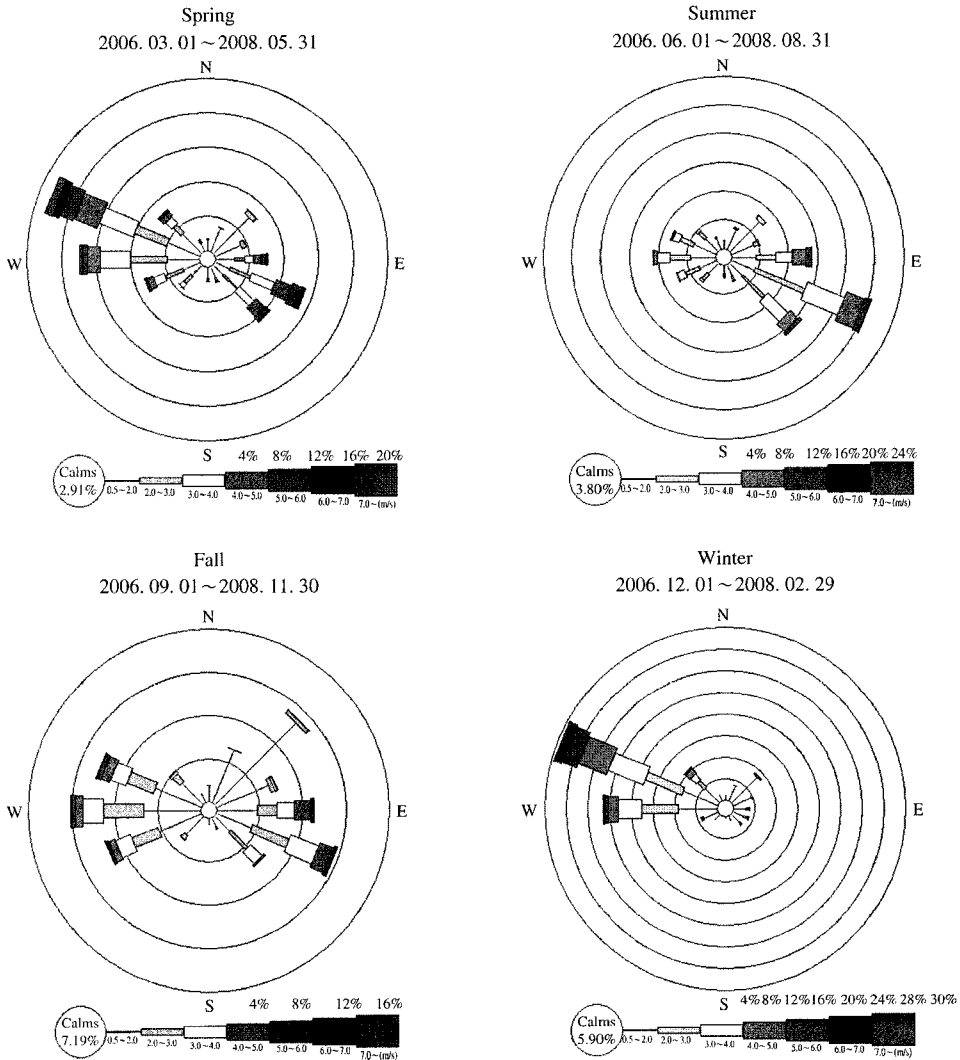 Spring
2006. 03. 01～2008. 05. 31
N
W
E
S
4% 8% 12% 16% 20%
Calms
2.91%
0.5～2.0 2.0～3.0 3.0～4.0 4.0～5.0 5.0～6.0 6.0～7.0 7.0～(m/s)
Summer
2006. 06. 01～2008. 08. 31
N
W
E
S
4% 8% 12% 16% 20% 24%
Calms
3.80%
0.5～2.0 2.0～3.0 3.0～4.0 4.0～5.0 5.0～6.0 6.0～7.0 7.0～(m/s)
Fall
2006. 09. 01～2008. 11. 30
N
W
E
S
4% 8% 12% 16%
Calms
7.19%
0.5～2.0 2.0～3.0 3.0～4.0 4.0～5.0 5.0～6.0 6.0～7.0 7.0～(m/s)
Winter
2006. 12. 01～2008. 02. 29
N
W
E
S
4% 8% 12% 16% 20% 24% 28% 30%
Calms
5.90%
0.5～2.0 2.0～3.0 3.0～4.0 4.0～5.0 5.0～6.0 6.0～7.0 7.0～(m/s)